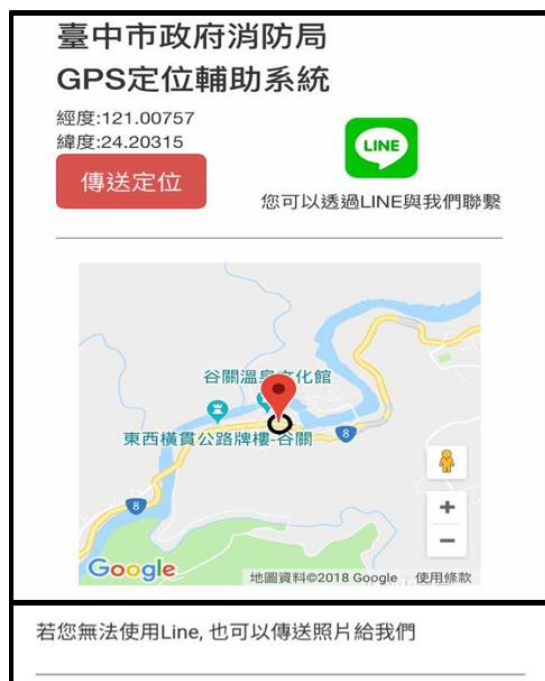 臺中市政府消防局
GPS定位輔助系統
經度:121.00757
緯度:24.20315
傳送定位
LINE
您可以透過LINE與我們聯繫
谷關溫泉文化館
東西橫貫公路牌樓-谷關
8
8
Google
地圖資料©2018 Google
使用條款
若您無法使用Line, 也可以傳送照片給我們